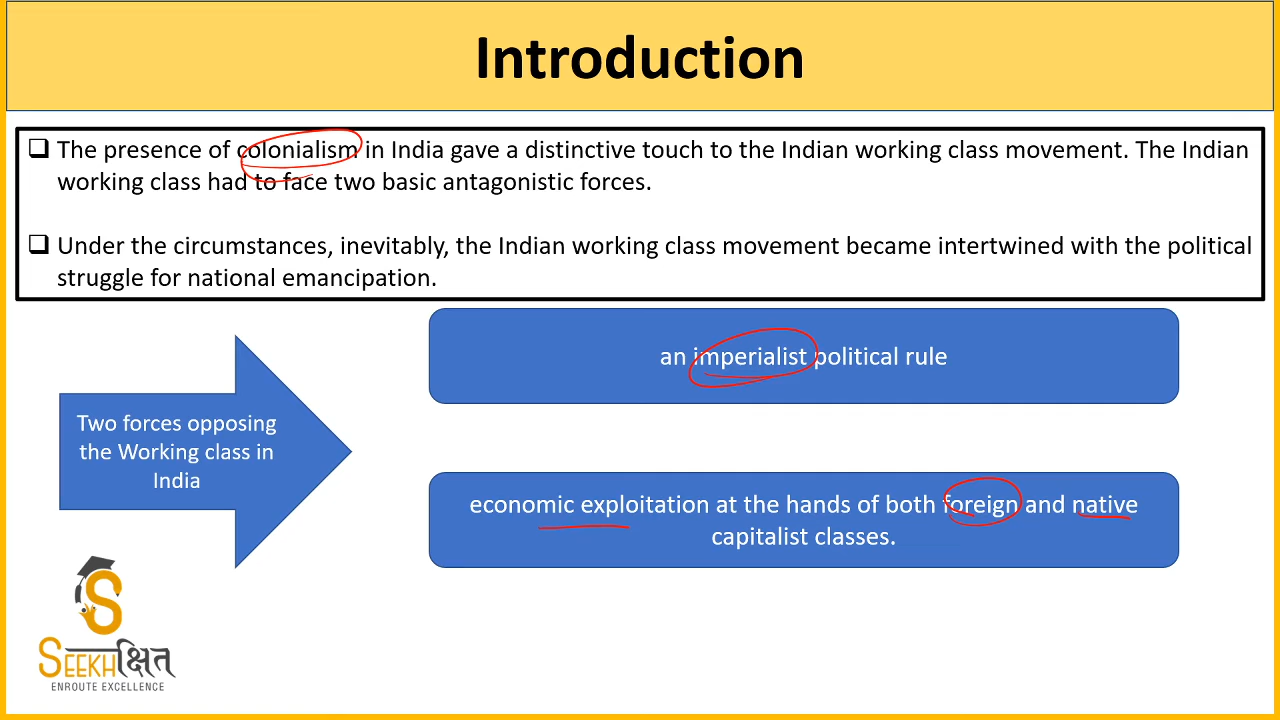 Introduction
❑ The presence of colonialism in India gave a distinctive touch to the Indian working class movement. The Indian
working class had to face two basic antagonistic forces.
❑ Under the circumstances, inevitably, the Indian working class movement became intertwined with the political
struggle for national emancipation.
an imperialist political rule
Two forces opposing
the Working class in
India
economic exploitation at the hands of both foreign and native
capitalist classes.
S
SEEKHक्षित
ENROUTE EXCELLENCE